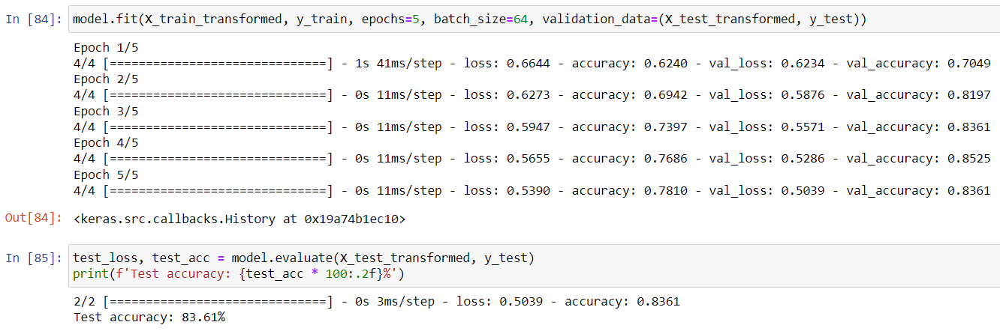 In [84]: model.fit(X_train_transformed, y_train, epochs=5, batch_size=64, validation_data=(X_test_transformed, y_test))
Epoch 1/5
4/4 [==============================] - 1s 41ms/step - loss: 0.6644 - accuracy: 0.6240 - val_loss: 0.6234 - val_accuracy: 0.7049
Epoch 2/5
4/4 [==============================] - 0s 11ms/step - loss: 0.6273 - accuracy: 0.6942 - val_loss: 0.5876 - val_accuracy: 0.8197
Epoch 3/5
4/4 [==============================] - 0s 11ms/step - loss: 0.5947 - accuracy: 0.7397 - val_loss: 0.5571 - val_accuracy: 0.8361
Epoch 4/5
4/4 [==============================] - 0s 11ms/step - loss: 0.5655 - accuracy: 0.7686 - val_loss: 0.5286 - val_accuracy: 0.8525
Epoch 5/5
4/4 [==============================] - 0s 11ms/step - loss: 0.5390 - accuracy: 0.7810 - val_loss: 0.5039 - val_accuracy: 0.8361
Out[84]: <keras.src.callbacks.History at 0x19a74b1ec10>
In [85]: test_loss, test_acc = model.evaluate(X_test_transformed, y_test)
print(f'Test accuracy: {test_acc * 100:.2f}%')
2/2 [==============================] - 0s 3ms/step - loss: 0.5039 - accuracy: 0.8361
Test accuracy: 83.61%